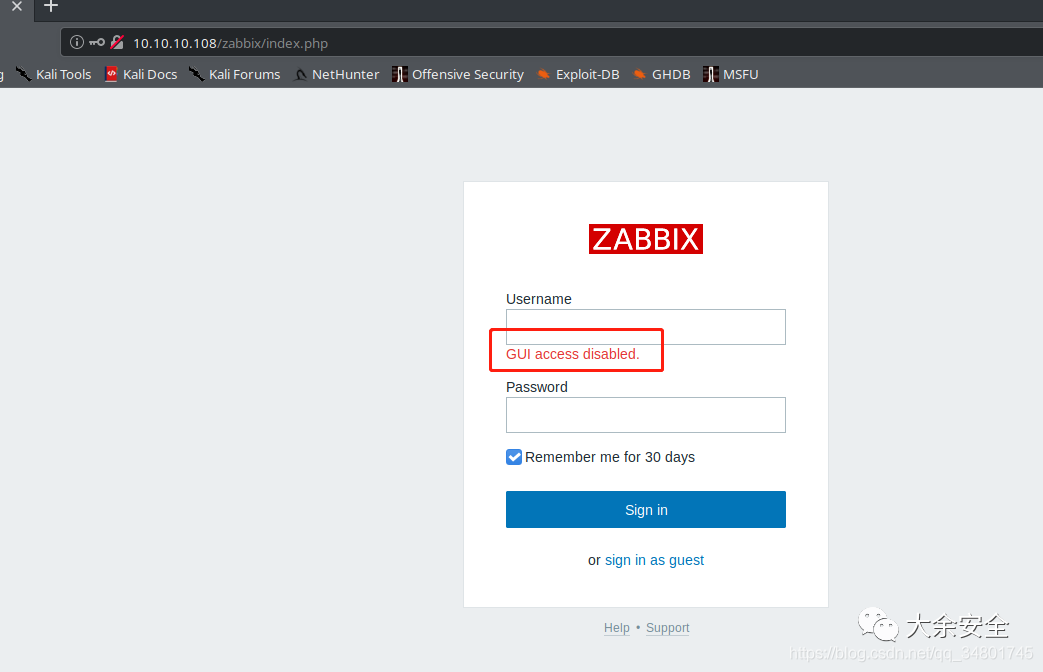 10.10.10.108/zabbix/index.php
g Kali Tools Kali Docs Kali Forums NetHunter Offensive Security Exploit-DB GHDB MSFU
ZABBIX
Username
GUI access disabled.
Password
Remember me for 30 days
Sign in
or sign in as guest
Help • Support
大余安全
https://blog.csdn.net/qq_34801745